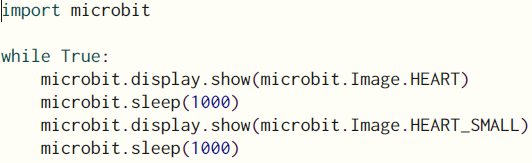 import microbit

while True:
    microbit.display.show(microbit.Image.HEART)
    microbit.sleep(1000)
    microbit.display.show(microbit.Image.HEART_SMALL)
    microbit.sleep(1000)